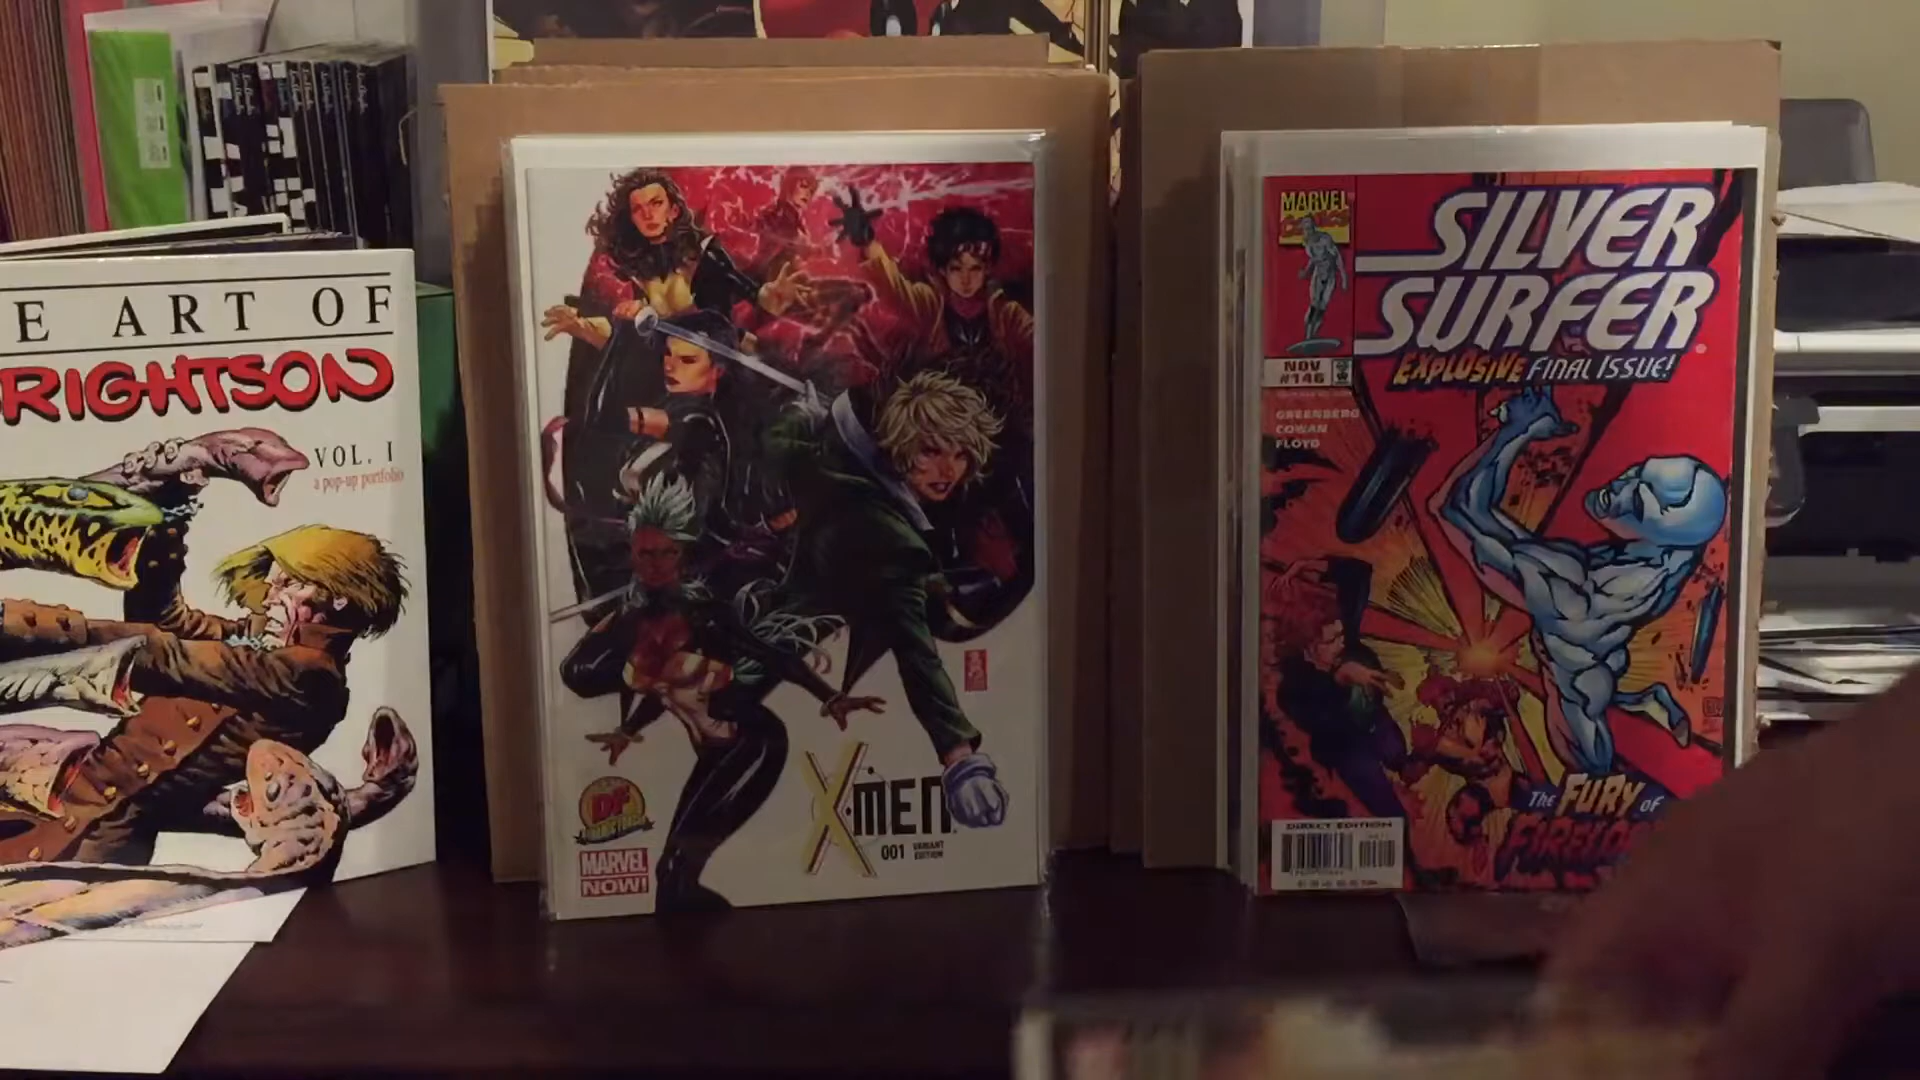 E ART OF
RIGHTSON
VOL. I
a pop-up portfolio
DF
MARVEL
NOW!
X-MEN
001 VARIANT
EDITION
MARVEL
COMICS
SILVER
SURFER
EXPLOSIVE FINAL ISSUE!
NOV
#146
GREENBERG
COWAN
FLOYD
THE FURY OF
DIRECT EDITION